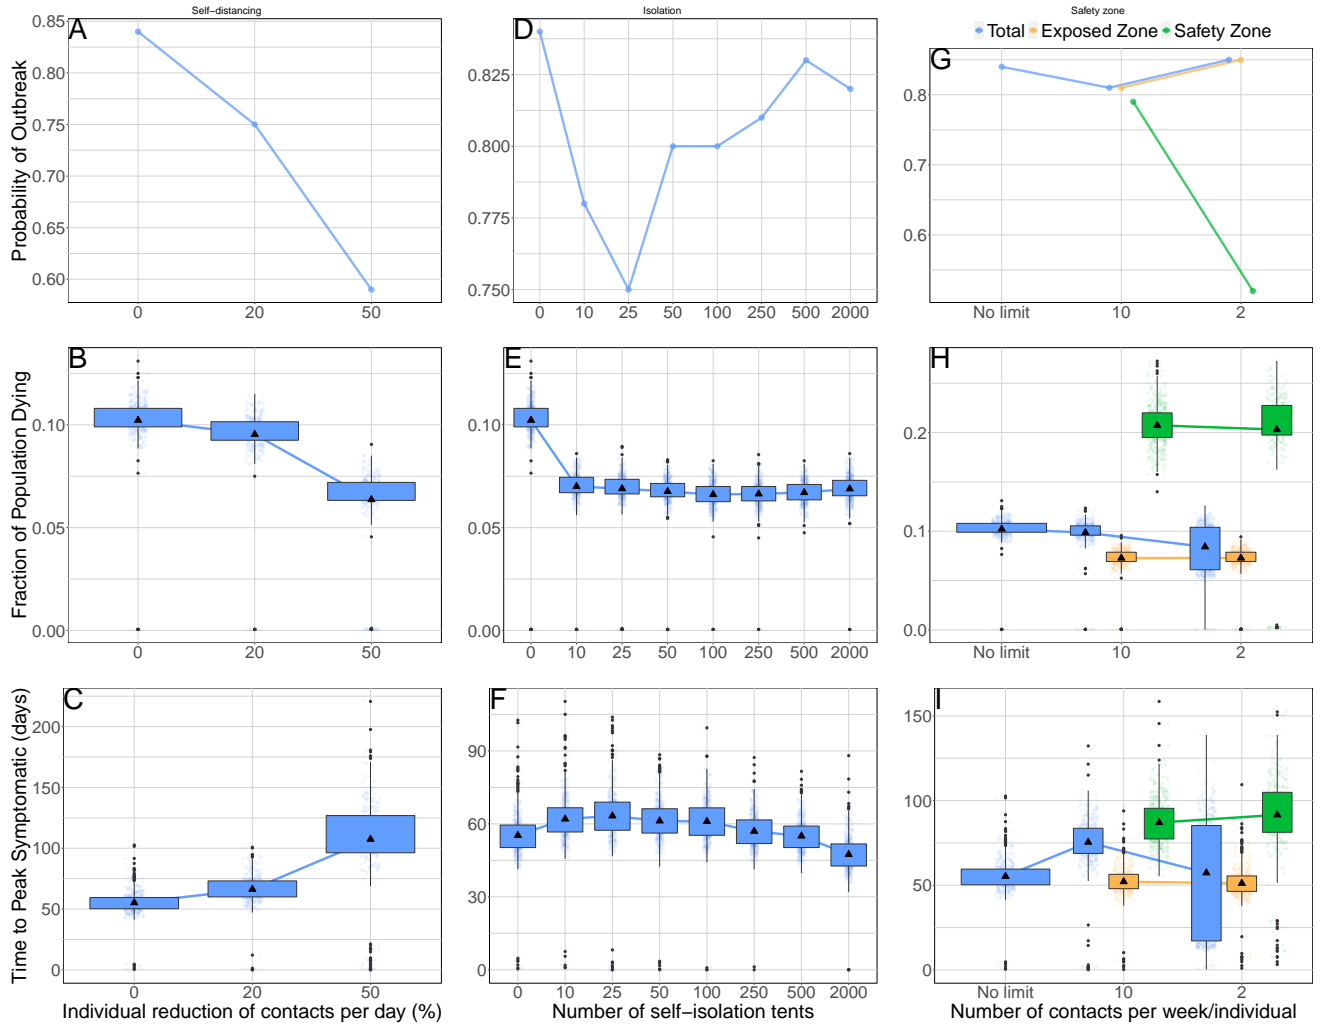 Self−distancing
Isolation
Safety zone
Total Exposed Zone Safety Zone
A
0.85
0.80
0.75
0.70
0.65
0.60
0 20 50
Probability of Outbreak
D
0.825
0.800
0.775
0.750
0 10 25 50 100 250 500 2000
G
0.8
0.7
0.6
No limit 10 2
B
0.10
0.05
0.00
0 20 50
Fraction of Population Dying
E
0.10
0.05
0.00
0 10 25 50 100 250 500 2000
H
0.2
0.1
0.0
No limit 10 2
C
200
150
100
50
0
0 20 50
Time to Peak Symptomatic (days)
Individual reduction of contacts per day (%)
F
90
60
30
0
0 10 25 50 100 250 500 2000
Number of self−isolation tents
I
150
100
50
0
No limit 10 2
Number of contacts per week/individual